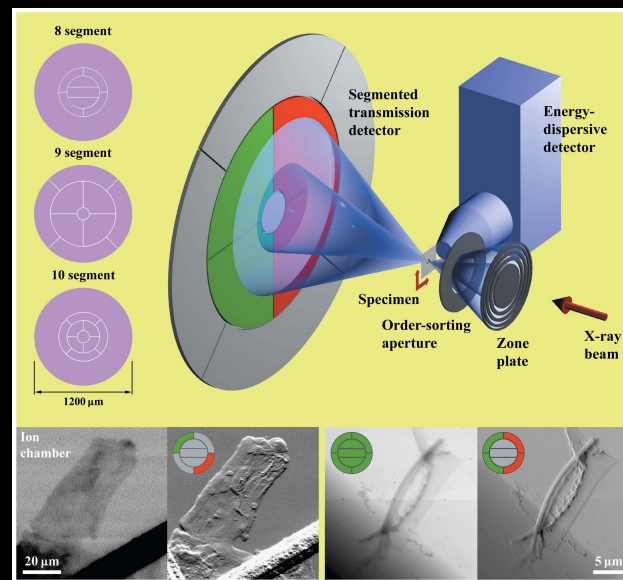 8 segment
9 segment
10 segment
1200 μm
Segmented
transmission
detector
Energy-
dispersive
detector
Specimen
Order-sorting
aperture
Zone
plate
X-ray
beam
Ion
chamber
20 μm
5 μm